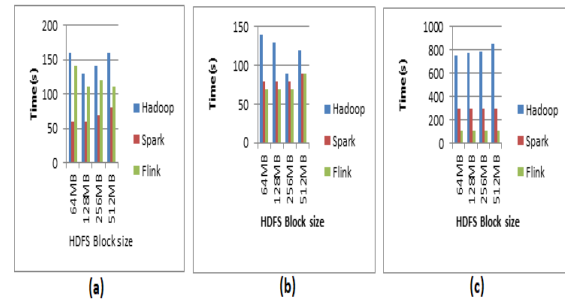 Time(s)
200
150
100
50
0
64MB
128MB
256MB
512MB
HDFS Block size
Hadoop
Spark
Flink
(a)
Time(s)
150
100
50
0
64MB
128MB
256MB
512MB
HDFS Block size
Hadoop
Spark
Flink
(b)
Time(s)
1000
800
600
400
200
0
64MB
128MB
256MB
512MB
HDFS Block size
Hadoop
Spark
Flink
(c)